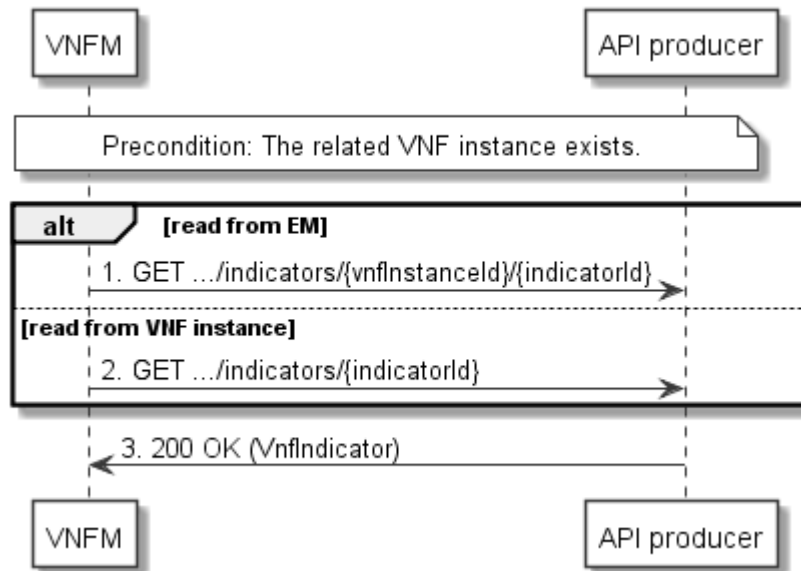 VNFM
API producer
Precondition: The related VNF instance exists.
alt
[read from EM]
1. GET .../indicators/{vnfInstanceId}/{indicatorId}
[read from VNF instance]
2. GET .../indicators/{indicatorId}
3. 200 OK (VnfIndicator)
VNFM
API producer